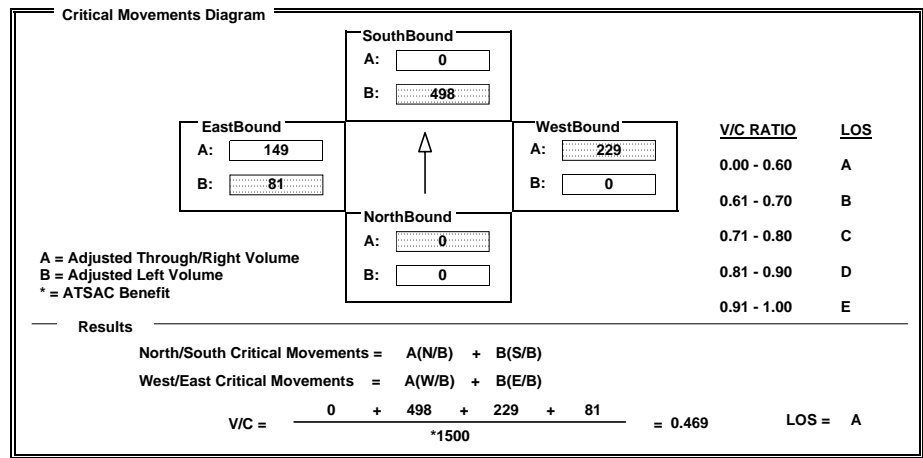 Critical Movements Diagram
SouthBound
A: 0
B: 498
EastBound
A: 149
B: 81
WestBound
A: 229
B: 0
NorthBound
A: 0
B: 0
V/C RATIO LOS
0.00 - 0.60 A
0.61 - 0.70 B
0.71 - 0.80 C
0.81 - 0.90 D
0.91 - 1.00 E
A = Adjusted Through/Right Volume
B = Adjusted Left Volume
* = ATSAC Benefit
Results
North/South Critical Movements = A(N/B) + B(S/B)
West/East Critical Movements = A(W/B) + B(E/B)
V/C = 0 + 498 + 229 + 81 = 0.469 LOS = A
*1500